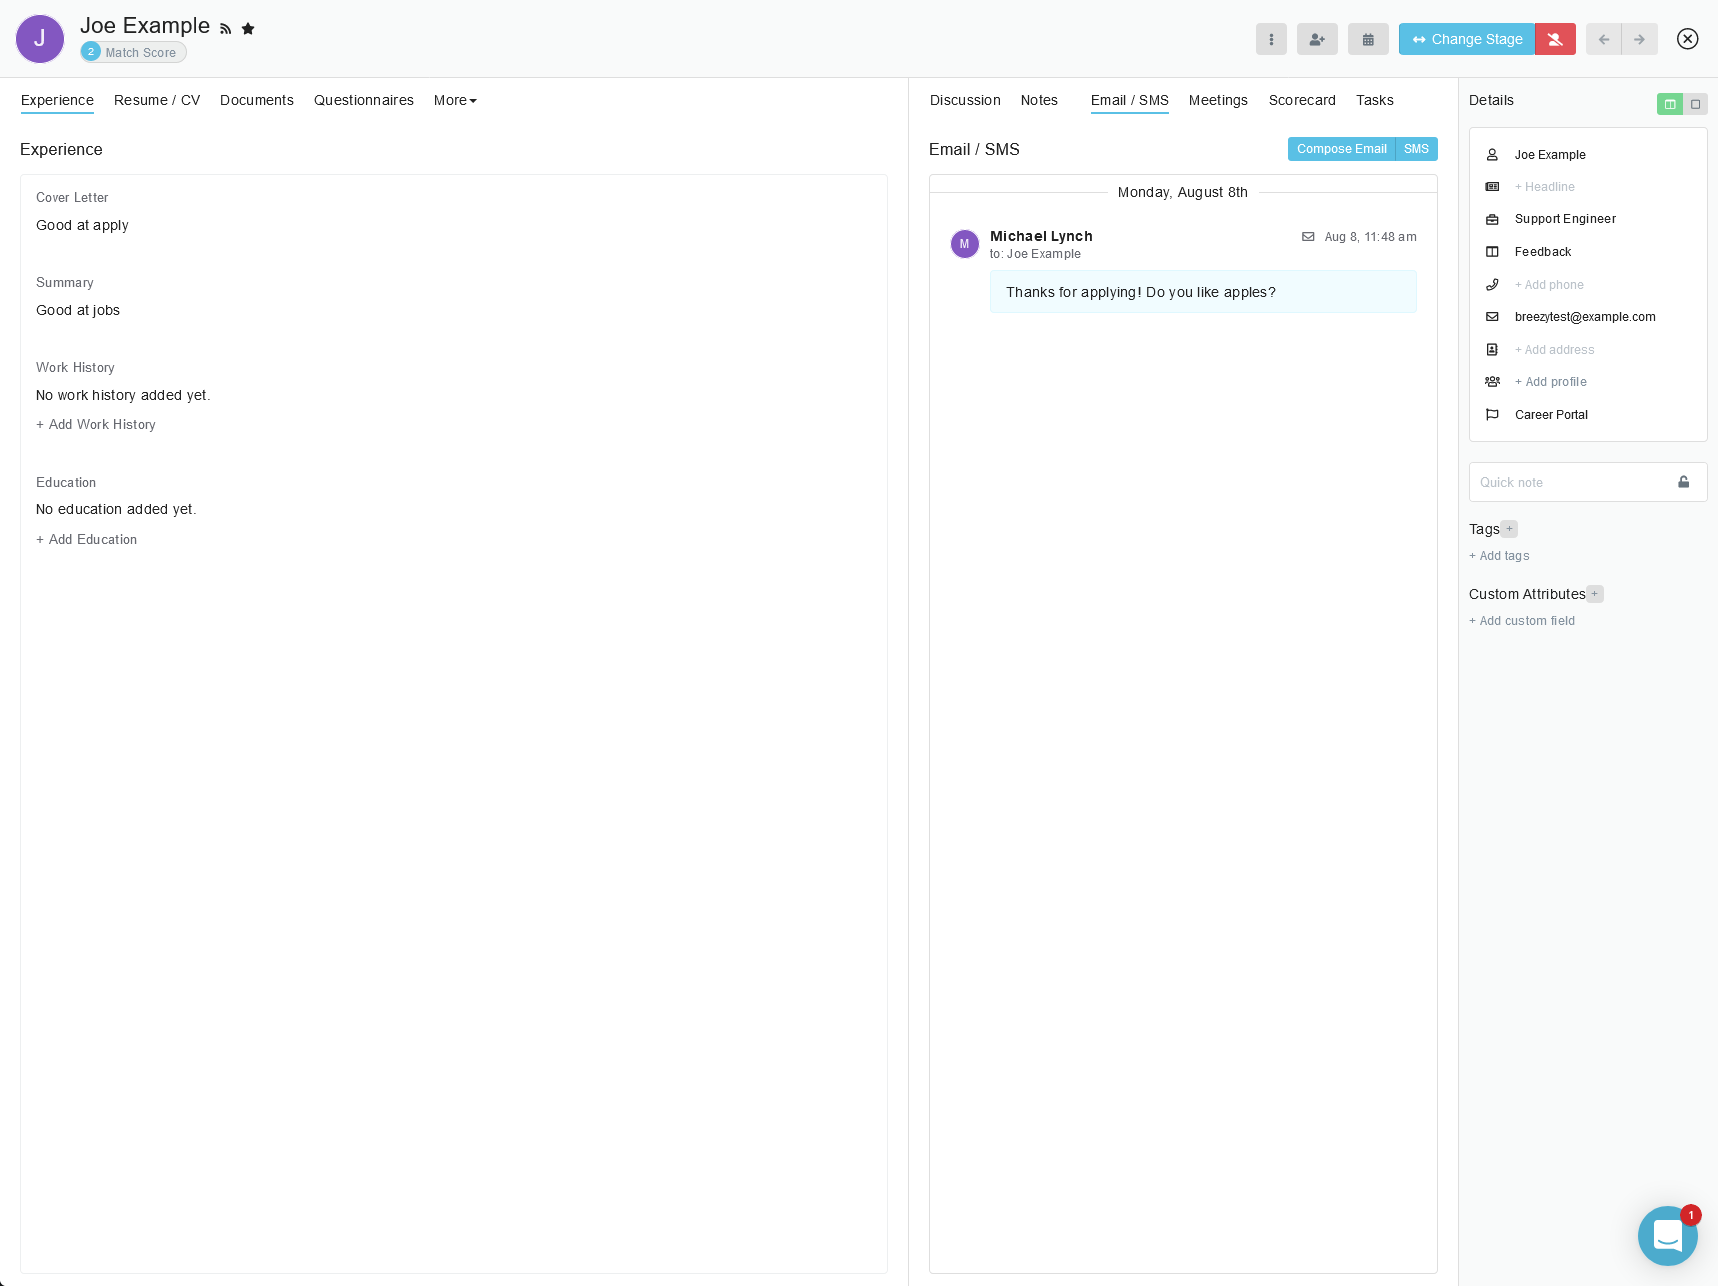 J
Joe Example
2 Match Score
Change Stage
Experience Resume / CV Documents Questionnaires More
Experience
Cover Letter
Good at apply
Summary
Good at jobs
Work History
No work history added yet.
+ Add Work History
Education
No education added yet.
+ Add Education
Discussion Notes Email / SMS Meetings Scorecard Tasks
Email / SMS
Compose Email SMS
Monday, August 8th
M
Michael Lynch Aug 8, 11:48 am
to: Joe Example
Thanks for applying! Do you like apples?
Details
Joe Example
+ Headline
Support Engineer
Feedback
+ Add phone
breezytest@example.com
+ Add address
+ Add profile
Career Portal
Quick note
Tags +
+ Add tags
Custom Attributes +
+ Add custom field
1